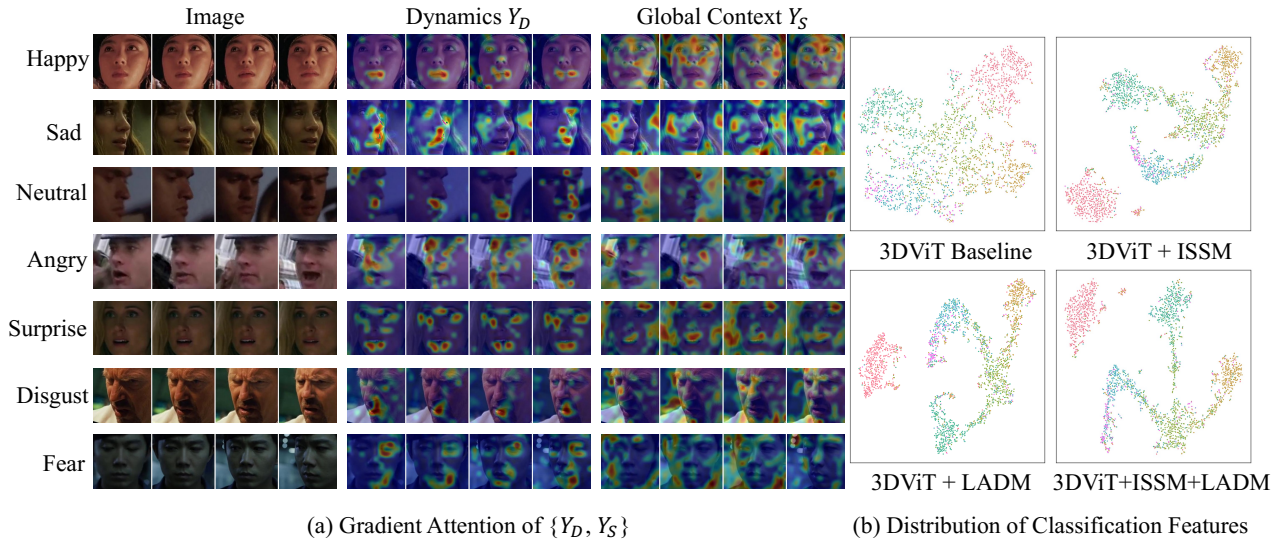 Image Dynamics Y_D Global Context Y_S
Happy
Sad
Neutral
Angry
Surprise
Disgust
Fear
3DViT Baseline 3DViT + ISSM
3DViT + LADM 3DViT+ISSM+LADM
(a) Gradient Attention of {Y_D, Y_S} (b) Distribution of Classification Features